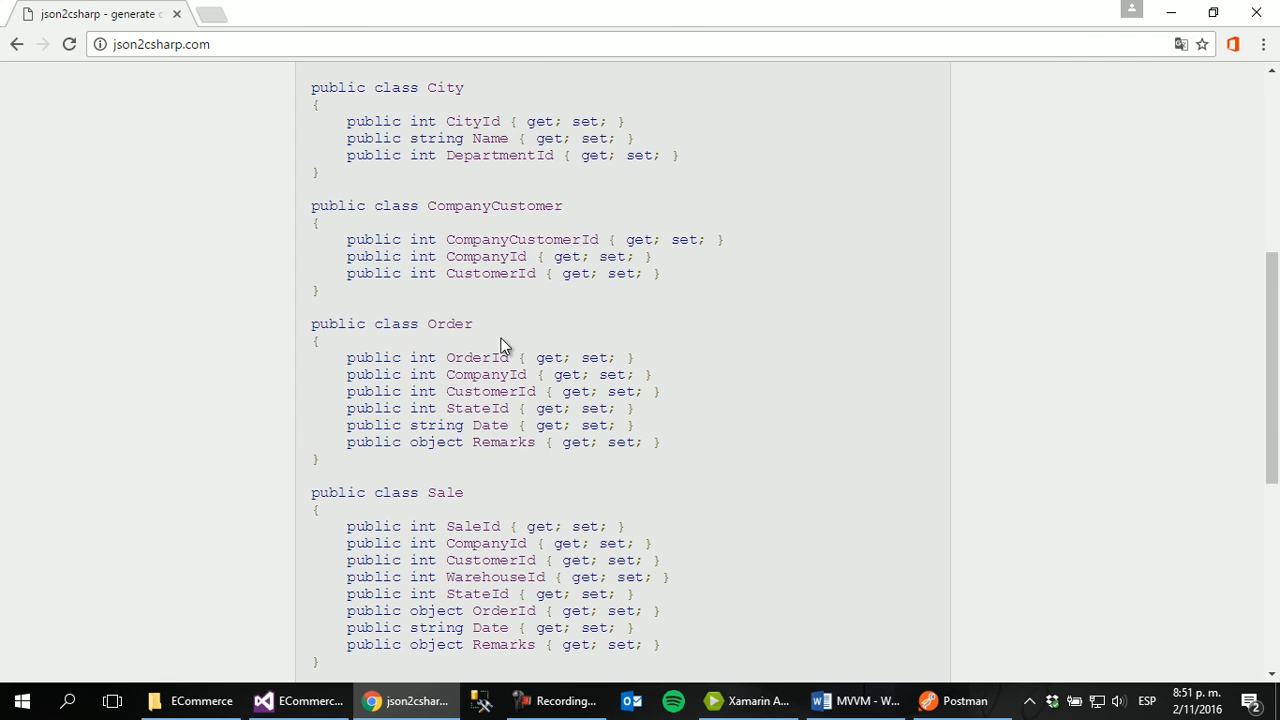 json2csharp - generate c
json2csharp.com
public class City
{
public int CityId { get; set; }
public string Name { get; set; }
public int DepartmentId { get; set; }
}
public class CompanyCustomer
{
public int CompanyCustomerId { get; set; }
public int CompanyId { get; set; }
public int CustomerId { get; set; }
}
public class Order
{
public int OrderId { get; set; }
public int CompanyId { get; set; }
public int CustomerId { get; set; }
public int StateId { get; set; }
public string Date { get; set; }
public object Remarks { get; set; }
}
public class Sale
{
public int SaleId { get; set; }
public int CompanyId { get; set; }
public int CustomerId { get; set; }
public int WarehouseId { get; set; }
public int StateId { get; set; }
public object OrderId { get; set; }
public string Date { get; set; }
public object Remarks { get; set; }
}
ECommerce ECommerc... json2cshar... Recording... Xamarin A... MVVM - W... Postman ESP 8:51 p. m.
2/11/2016 2